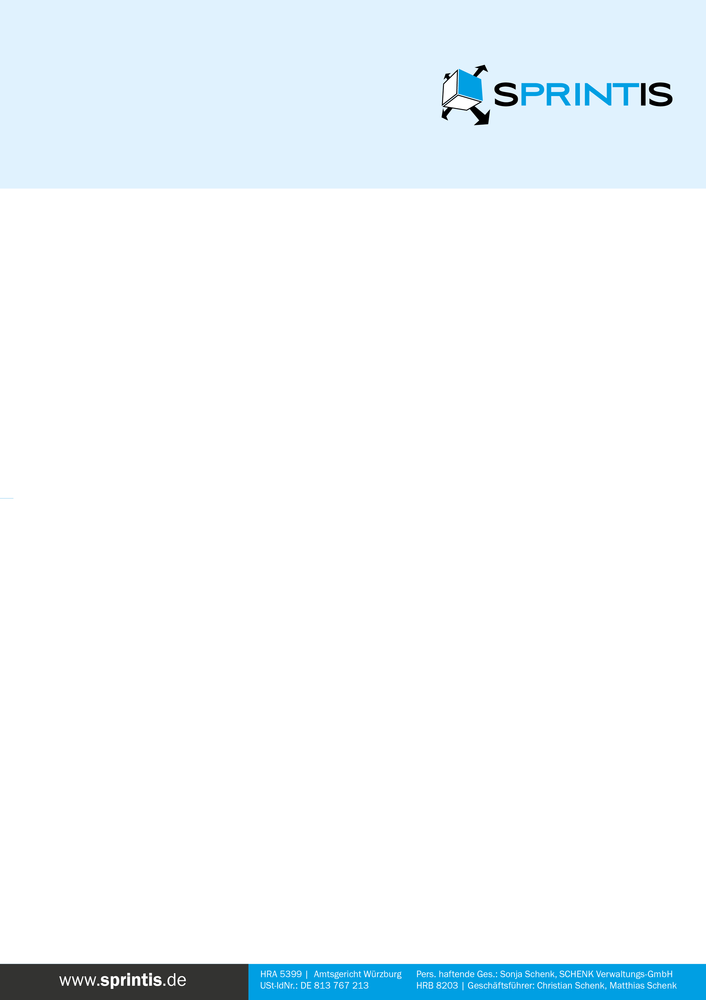 SPRINTIS
www.sprintis.de
HRA 5399 | Amtsgericht Würzburg
USt-IdNr.: DE 813 767 213
Pers. haftende Ges.: Sonja Schenk, SCHENK Verwaltungs-GmbH
HRB 8203 | Geschäftsführer: Christian Schenk, Matthias Schenk